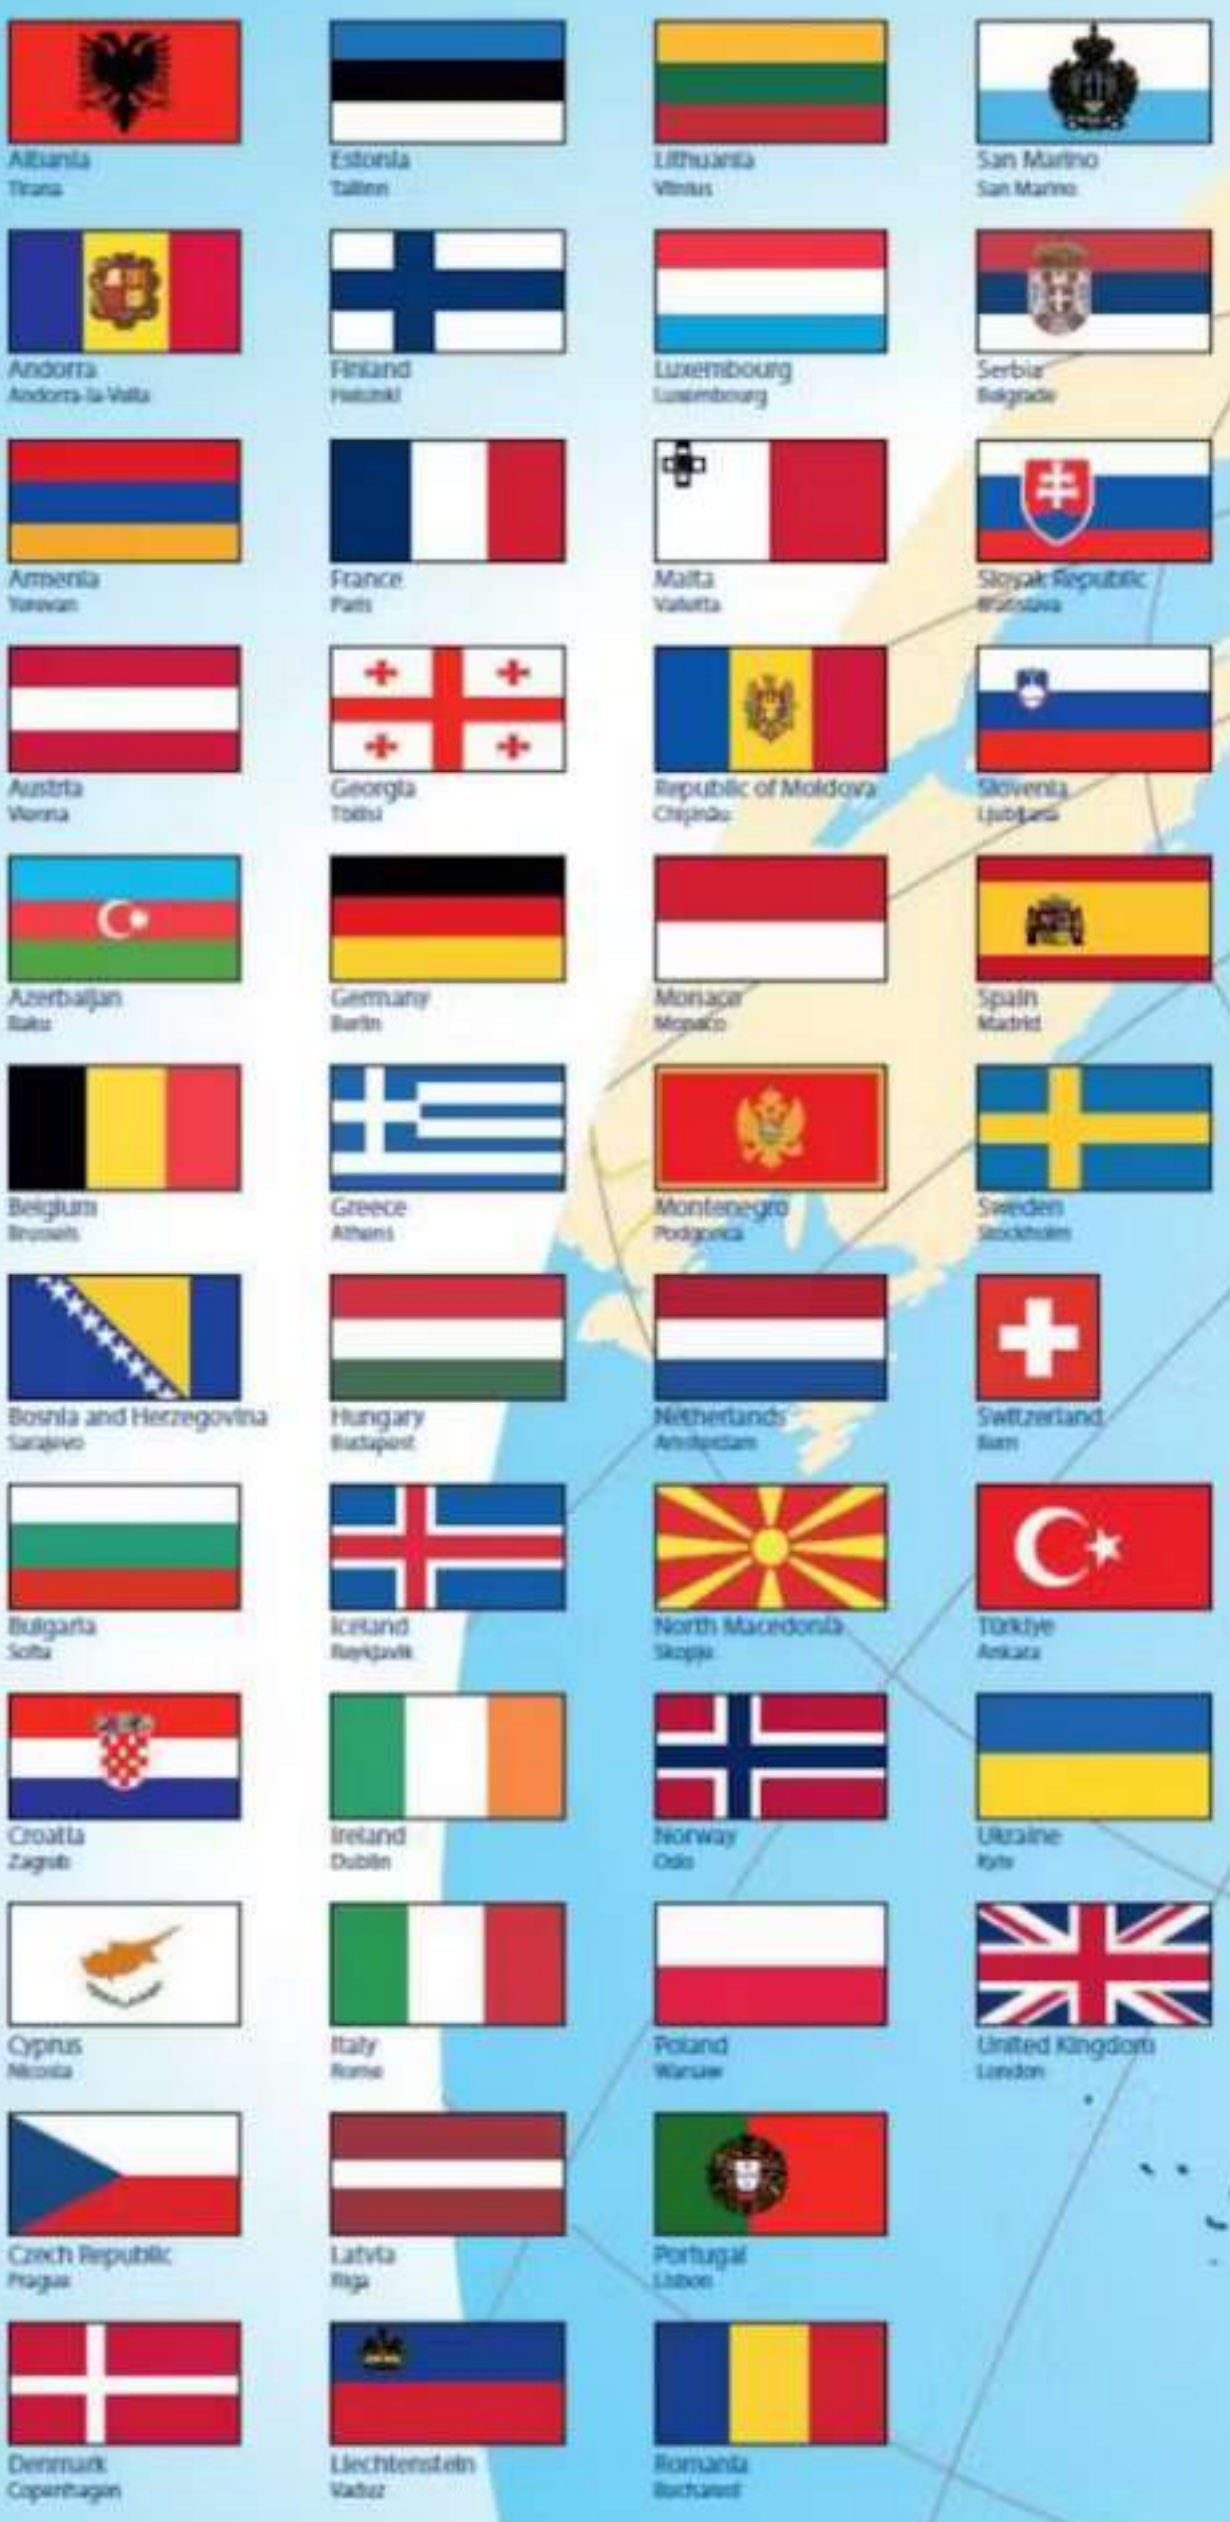 Albania
Tirana
Andorra
Andorra-la-Vella
Armenia
Yerevan
Austria
Vienna
Azerbaijan
Baku
Belgium
Brussels
Bosnia and Herzegovina
Sarajevo
Bulgaria
Sofia
Croatia
Zagreb
Cyprus
Nicosia
Czech Republic
Prague
Denmark
Copenhagen
Estonia
Tallinn
Finland
Helsinki
France
Paris
Georgia
Tbilisi
Germany
Berlin
Greece
Athens
Hungary
Budapest
Iceland
Reykjavik
Ireland
Dublin
Italy
Rome
Latvia
Riga
Liechtenstein
Vaduz
Lithuania
Vilnius
Luxembourg
Luxembourg
Malta
Valletta
Republic of Moldova
Chişinău
Monaco
Monaco
Montenegro
Podgorica
Netherlands
Amsterdam
North Macedonia
Skopje
Norway
Oslo
Poland
Warsaw
Portugal
Lisbon
Romania
Bucharest
San Marino
San Marino
Serbia
Belgrade
Slovak Republic
Bratislava
Slovenia
Ljubljana
Spain
Madrid
Sweden
Stockholm
Switzerland
Bern
Türkiye
Ankara
Ukraine
Kyiv
United Kingdom
London